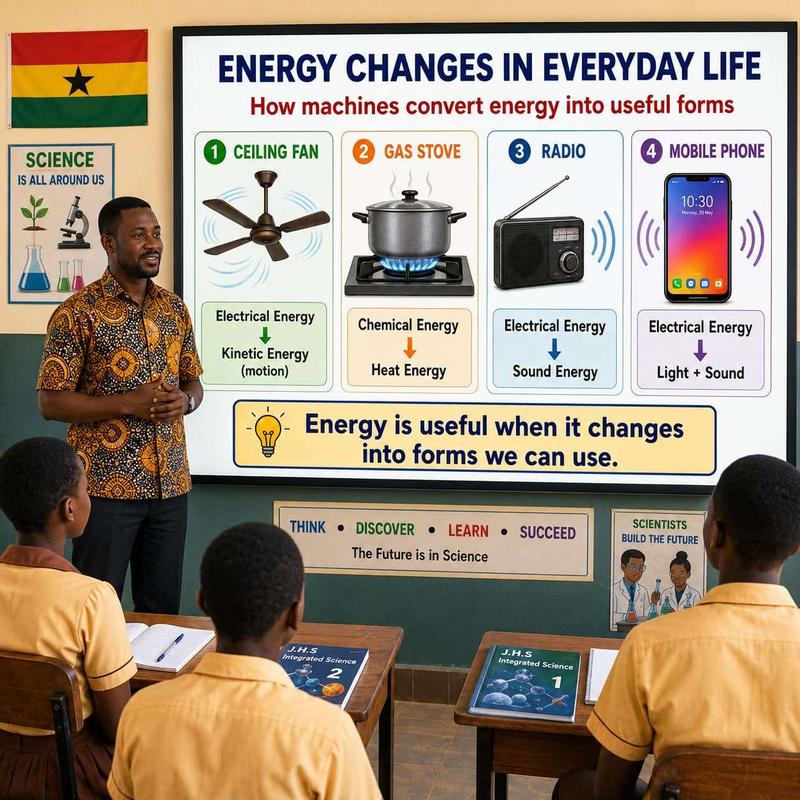 SCIENCE
IS ALL AROUND US
ENERGY CHANGES IN EVERYDAY LIFE
How machines convert energy into useful forms
1 CEILING FAN
Electrical Energy
Kinetic Energy
(motion)
2 GAS STOVE
Chemical Energy
Heat Energy
3 RADIO
Electrical Energy
Sound Energy
4 MOBILE PHONE
10:30
Monday, 20 May
Electrical Energy
Light + Sound
Energy is useful when it changes
into forms we can use.
THINK • DISCOVER • LEARN • SUCCEED
The Future is in Science
SCIENTISTS
BUILD THE FUTURE
J.H.S
Integrated Science
2
J.H.S
Integrated Science
1